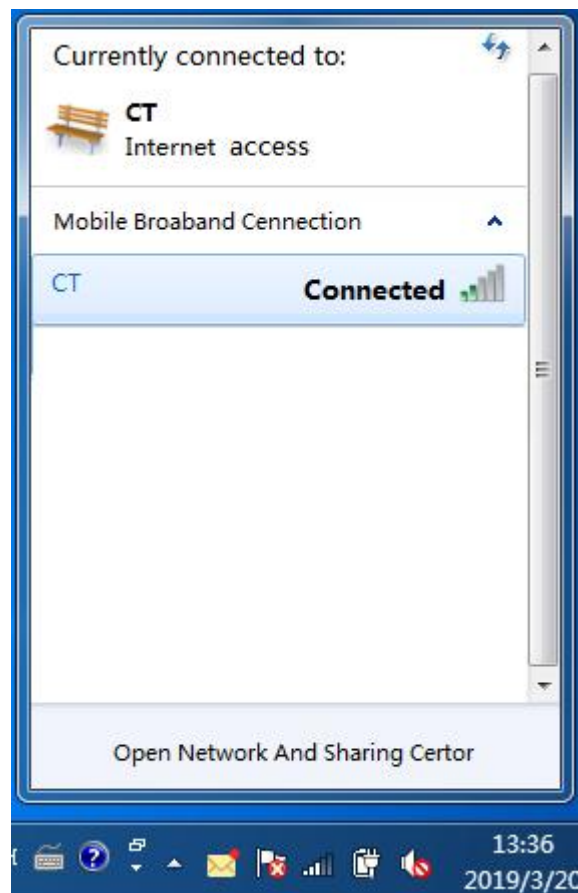 Currently connected to:
CT
Internet access
Mobile Broaband Cennection
CT Connected
Open Network And Sharing Certor
13:36
2019/3/20